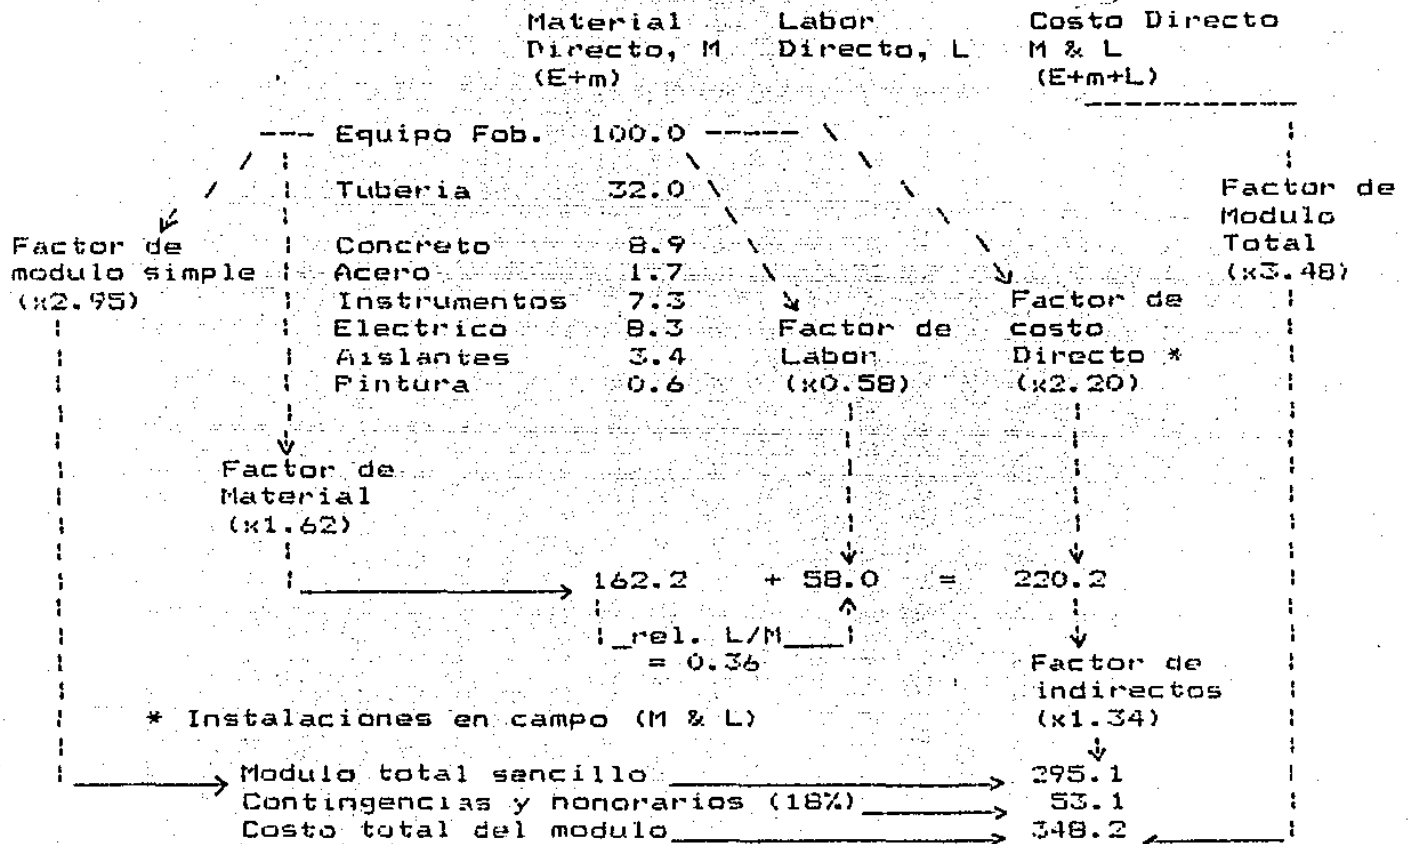 Material Labor Costo Directo
Directo, M Directo, L M & L
(E+m) (E+m+L)
Equipo Fob. 100.0
Tuberia 32.0 Factor de
Modulo
Factor de Concreto 8.9 Total
modulo simple Acero 1.7 (x3.48)
(x2.95) Instrumentos 7.3 Factor de
Electrico 8.3 Factor de costo
Aislantes 3.4 Labor Directo *
Pintura 0.6 (x0.58) (x2.20)
Factor de
Material
(x1.62)
162.2 + 58.0 = 220.2
rel. L/M
= 0.36 Factor de
indirectos
* Instalaciones en campo (M & L) (x1.34)
Modulo total sencillo 295.1
Contingencias y honorarios (18%) 53.1
Costo total del modulo 348.2